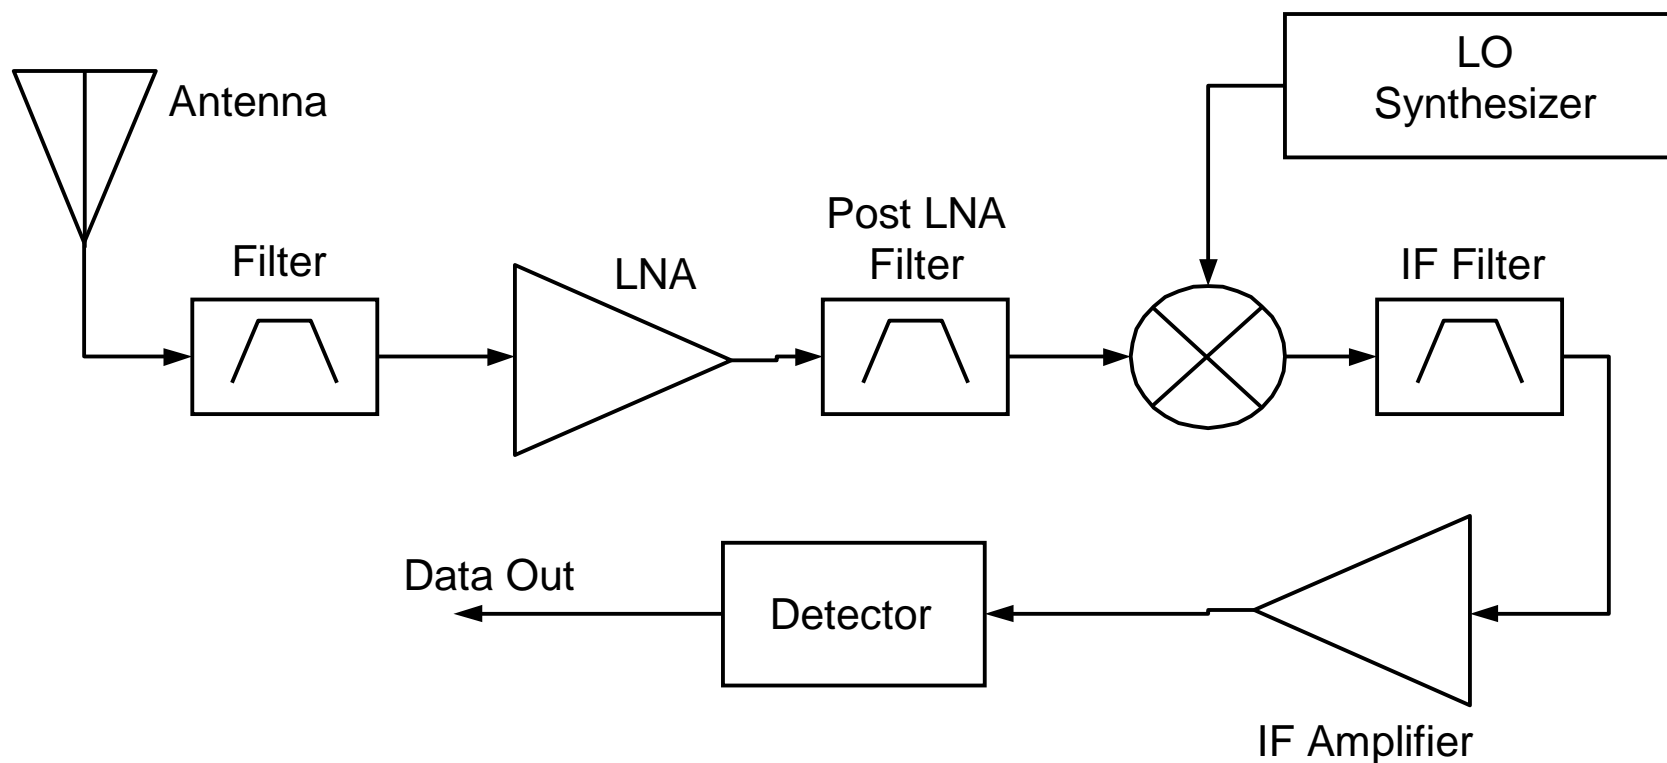 LO
Synthesizer
Antenna
Post LNA
Filter
Filter
LNA
IF Filter
Data Out
Detector
IF Amplifier